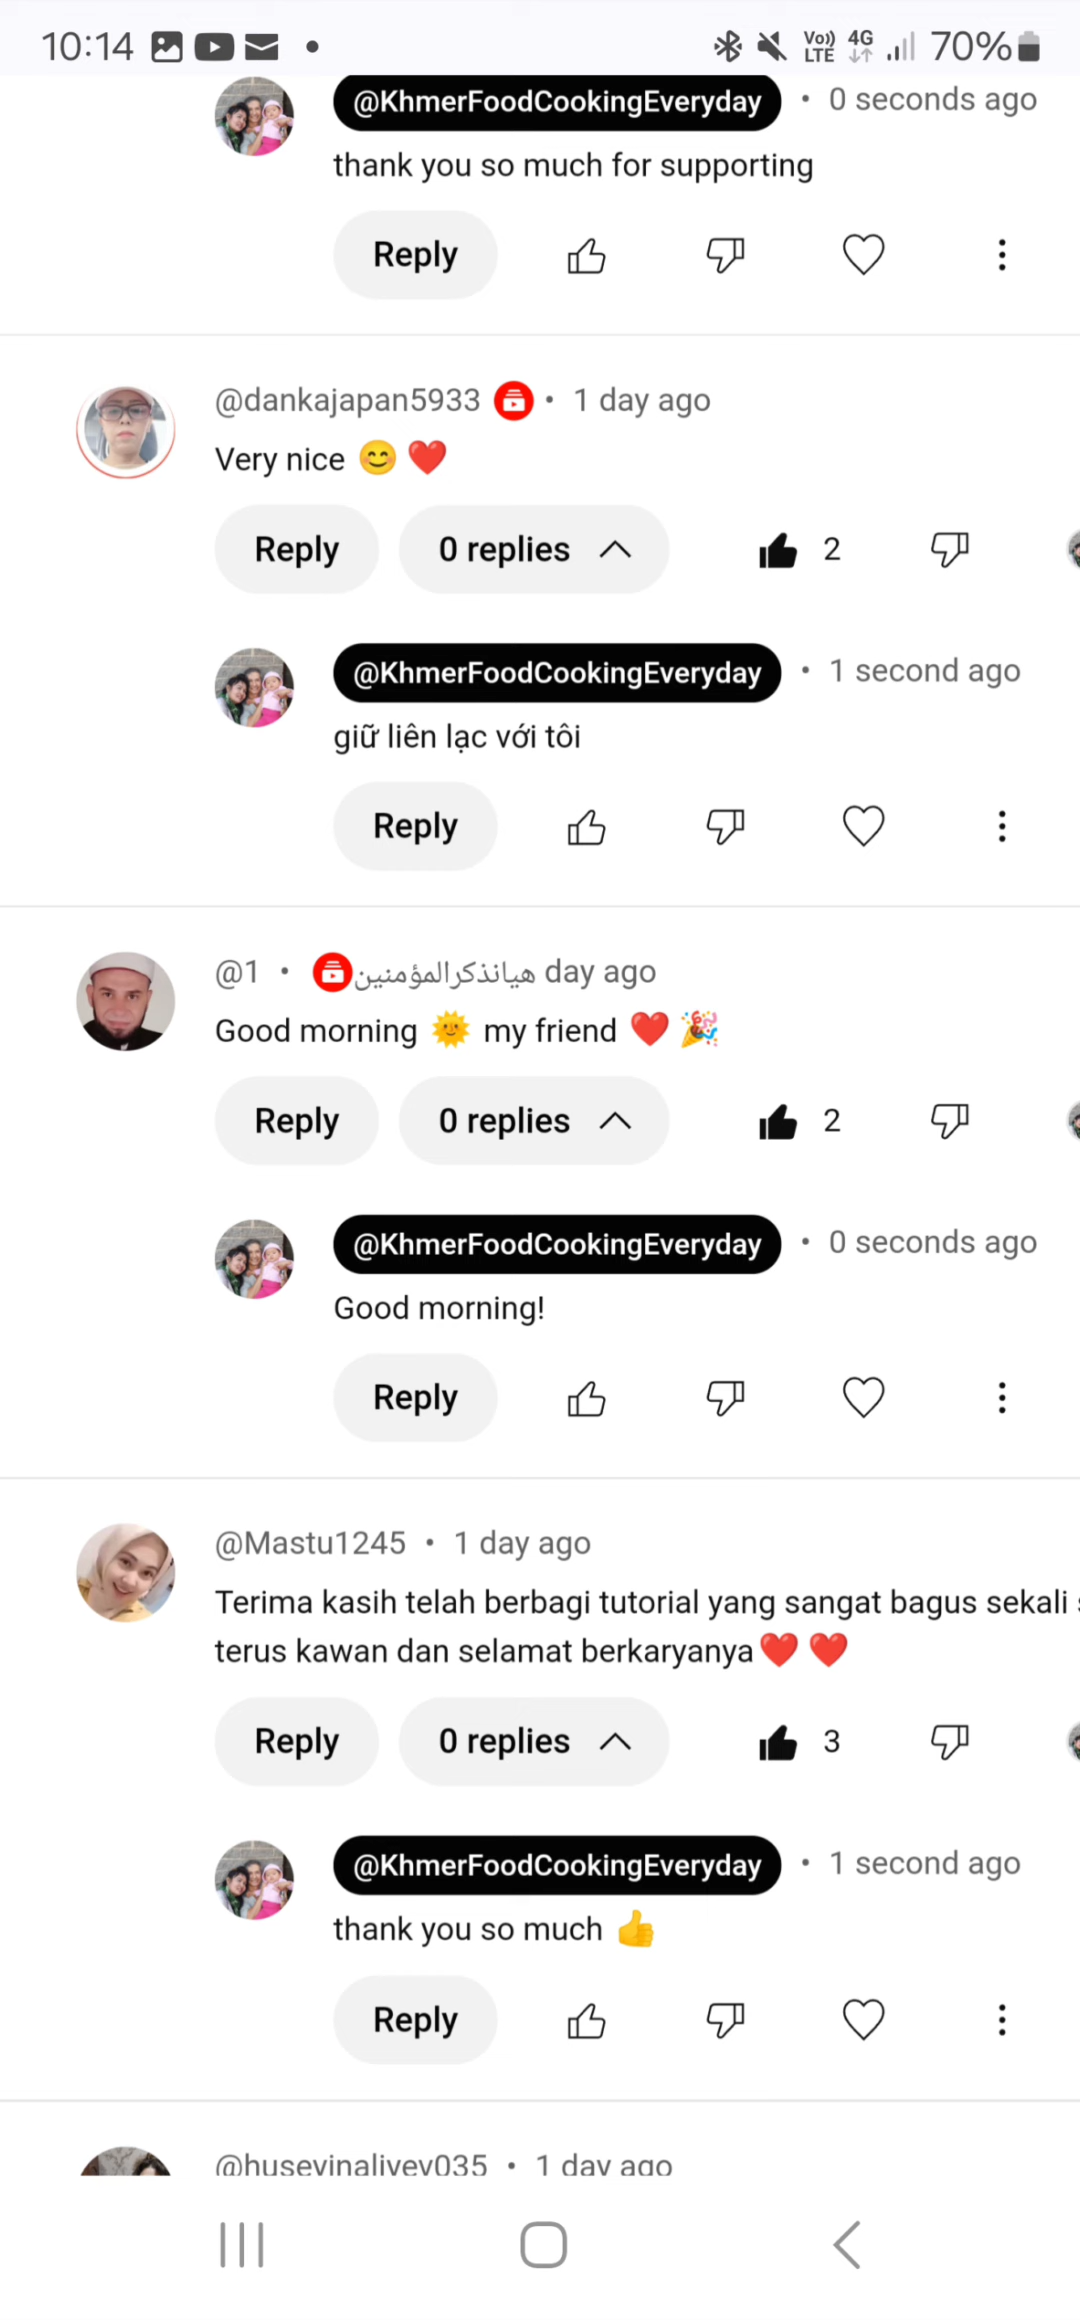 10:14 Vo)) LTE 4G 70%
@KhmerFoodCookingEveryday • 0 seconds ago
thank you so much for supporting
Reply
@dankajapan5933 • 1 day ago
Very nice 😊 ❤️
Reply 0 replies 2
@KhmerFoodCookingEveryday • 1 second ago
giữ liên lạc với tôi
Reply
@هيانذكرالمؤمنين • 1 day ago
Good morning 🌞 my friend ❤️ 🎉
Reply 0 replies 2
@KhmerFoodCookingEveryday • 0 seconds ago
Good morning!
Reply
@Mastu1245 • 1 day ago
Terima kasih telah berbagi tutorial yang sangat bagus sekali
terus kawan dan selamat berkaryanya❤️ ❤️
Reply 0 replies 3
@KhmerFoodCookingEveryday • 1 second ago
thank you so much 👍
Reply
@huseyinaliyev035 • 1 day ago